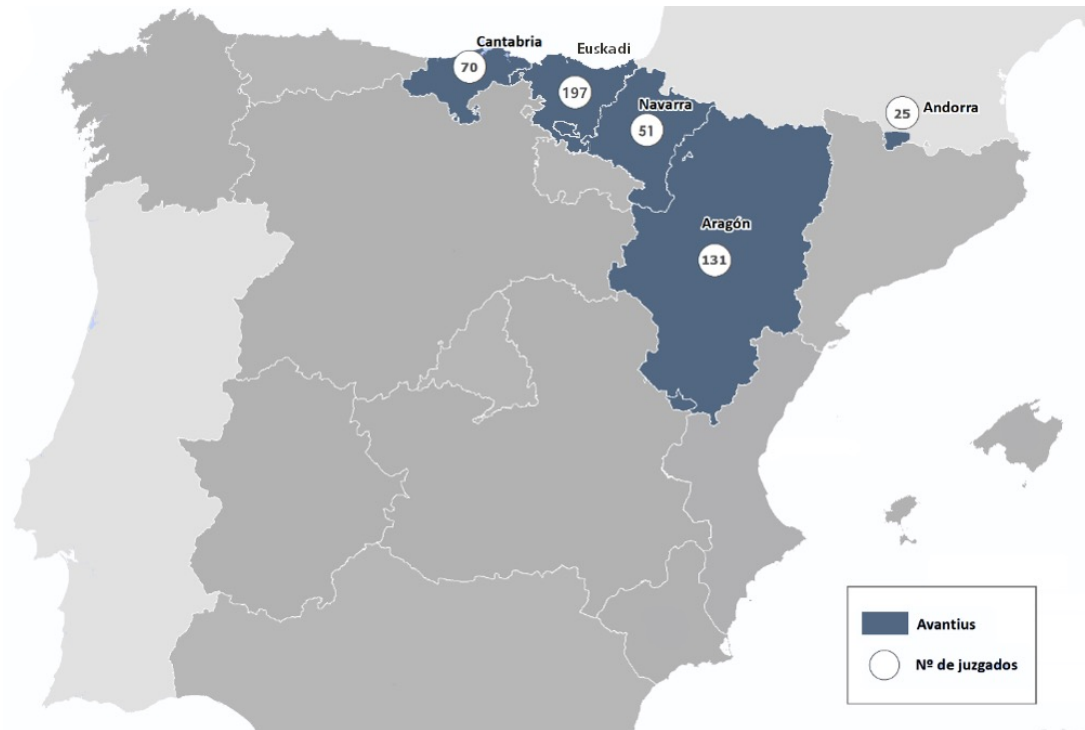 Cantabria
70
Euskadi
197
Navarra
51
25
Andorra
Aragón
131
Avantius
Nº de juzgados